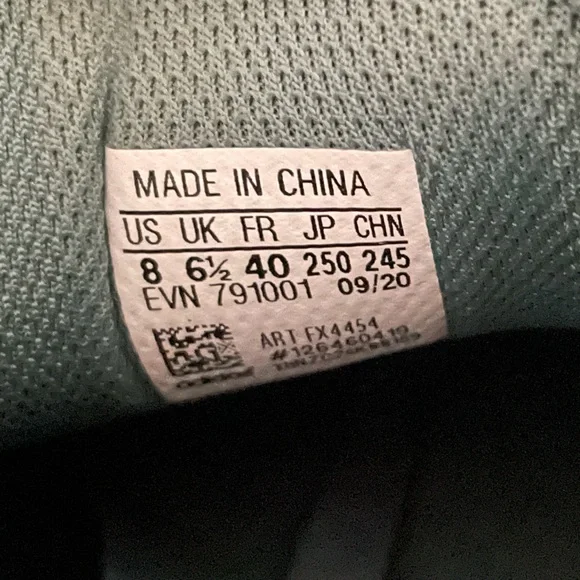 MADE IN CHINA
US UK FR JP CHN
8 6½ 40 250 245
EVN 791001 09/20
ART FX4454